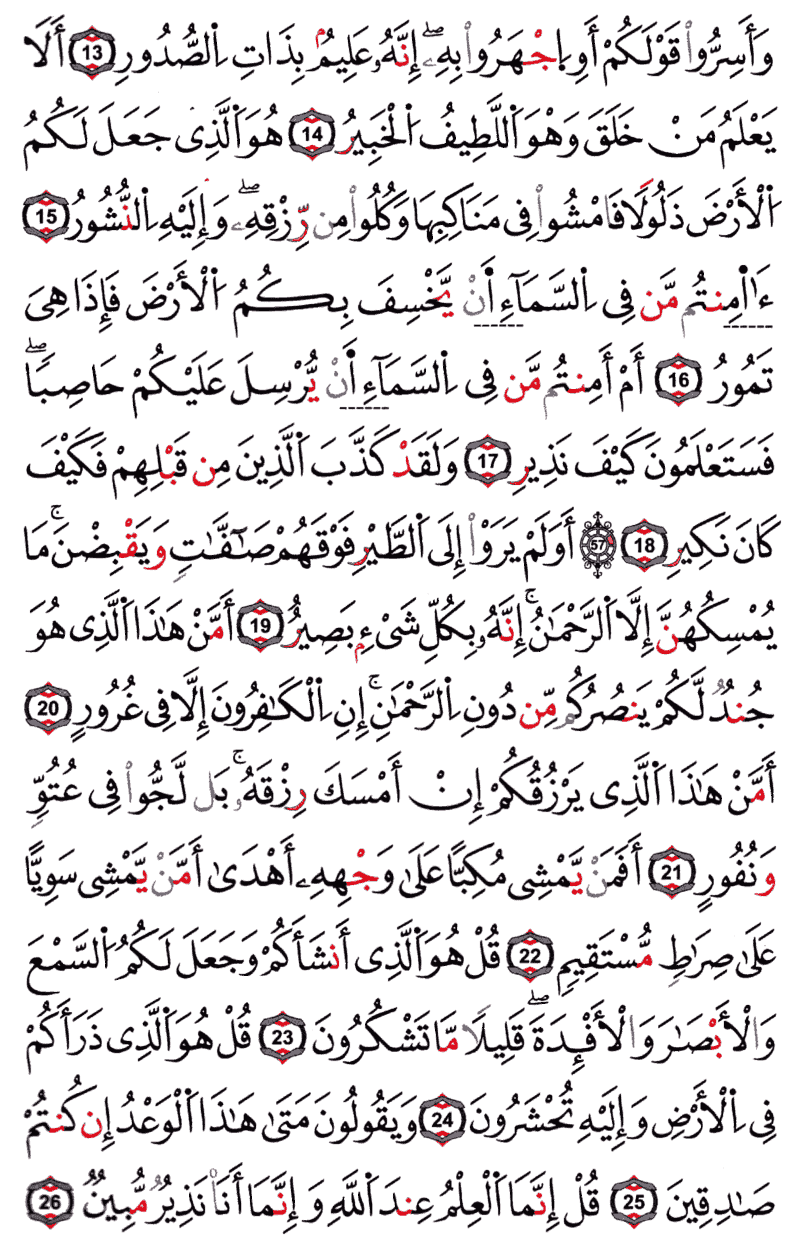 وَأَسِرُّوا۟ قَوْلَكُمْ أَوِ ٱجْهَرُوا۟ بِهِۦٓ ۖ إِنَّهُۥ عَلِيمٌۢ بِذَاتِ ٱلصُّدُورِ 13 أَلَا
يَعْلَمُ مَنْ خَلَقَ وَهْوَ ٱللَّطِيفُ ٱلْخَبِيرُ 14 هُوَ ٱلَّذِى جَعَلَ لَكُمُ
ٱلْأَرْضَ ذَلُولًا فَٱمْشُوا۟ فِى مَنَاكِبِهَا وَكُلُوا۟ مِن رِّزْقِهِۦ ۖ وَإِلَيْهِ ٱلنُّشُورُ 15
ءَا۬مِنتُم مَّن فِى ٱلسَّمَآءِ أَنْ يَّخْسِفَ بِكُمُ ٱلْأَرْضَ فَإِذَا هِىَ
تَمُورُ 16 أَمْ أَمِنتُم مَّن فِى ٱلسَّمَآءِ أَنْ يُّرْسِلَ عَلَيْكُمْ حَاصِبًا ۖ
فَسَتَعْلَمُونَ كَيْفَ نَذِيرِ 17 وَلَقَدْ كَذَّبَ ٱلَّذِينَ مِن قَبْلِهِمْ فَكَيْفَ
كَانَ نَكِيرِ 18 57 أَوَلَمْ يَرَوْا۟ إِلَى ٱلطَّيْرِ فَوْقَهُمْ صَـٰٓفَّـٰتٍ وَيَقْبِضْنَ ۚ مَا
يُمْسِكُهُنَّ إِلَّا ٱلرَّحْمَـٰنُ ۚ إِنَّهُۥ بِكُلِّ شَىْءٍۭ بَصِيرٌ 19 أَمَّنْ هَـٰذَا ٱلَّذِى هُوَ
جُندٌ لَّكُمْ يَنصُرُكُم مِّن دُونِ ٱلرَّحْمَـٰنِ ۚ إِنِ ٱلْكَـٰفِرُونَ إِلَّا فِى غُرُورٍ 20
أَمَّنْ هَـٰذَا ٱلَّذِى يَرْزُقُكُمْ إِنْ أَمْسَكَ رِزْقَهُۥ ۚ بَل لَّجُّوا۟ فِى عُتُوٍّ
وَنُفُورٍ 21 أَفَمَنْ يَّمْشِى مُكِبًّا عَلَىٰ وَجْهِهِۦٓ أَهْدَىٰٓ أَمَّنْ يَّمْشِى سَوِيًّا
عَلَىٰ صِرَٰطٍ مُّسْتَقِيمٍ 22 قُلْ هُوَ ٱلَّذِىٓ أَنشَأَكُمْ وَجَعَلَ لَكُمُ ٱلسَّمْعَ
وَٱلْأَبْصَـٰرَ وَٱلْأَفْـِٔدَةَ ۖ قَلِيلًا مَّا تَشْكُرُونَ 23 قُلْ هُوَ ٱلَّذِى ذَرَأَكُمْ
فِى ٱلْأَرْضِ وَإِلَيْهِ تُحْشَرُونَ 24 وَيَقُولُونَ مَتَىٰ هَـٰذَا ٱلْوَعْدُ إِن كُنتُمْ
صَـٰدِقِينَ 25 قُلْ إِنَّمَا ٱلْعِلْمُ عِندَ ٱللَّهِ وَإِنَّمَآ أَنَا۠ نَذِيرٌ مُّبِينٌ 26